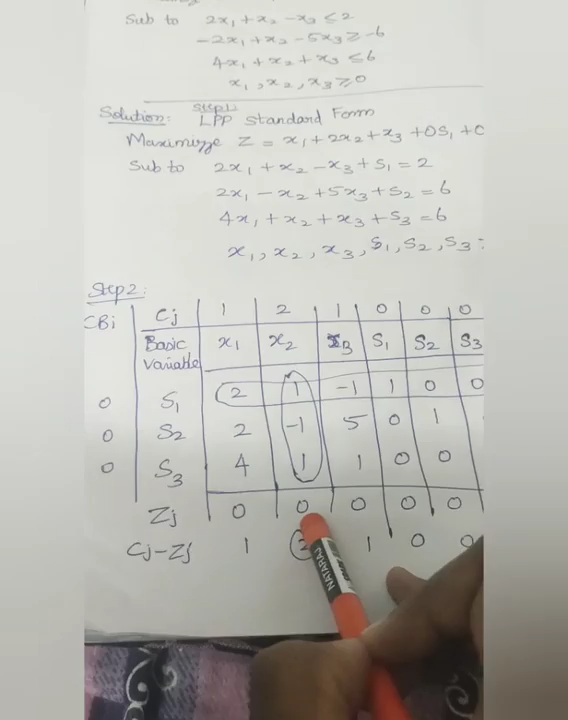 Sub to 2x₁ + x₂ - x₃ ≤ 2
-2x₁ + x₂ - 5x₃ ≥ -6
4x₁ + x₂ + x₃ ≤ 6
x₁, x₂, x₃ ≥ 0
Step1
Solution: LPP Standard Form
Maximize Z = x₁ + 2x₂ + x₃ + 0S₁ + 0
Sub to 2x₁ + x₂ - x₃ + S₁ = 2
2x₁ - x₂ + 5x₃ + S₂ = 6
4x₁ + x₂ + x₃ + S₃ = 6
x₁, x₂, x₃, S₁, S₂, S₃
Step2:
CBi Cj 1 2 1 0 0 0
Basic Variable x₁ x₂ x₃ S₁ S₂ S₃
0 S₁ 2 1 -1 1 0 0
0 S₂ 2 -1 5 0 1
0 S₃ 4 1 1 0 0
Zj 0 0 0 0 0
Cj-Zj 1 2 1 0 0
NATARAJ